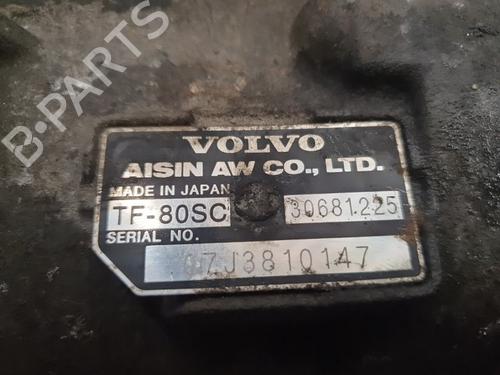 B-PARTS
VOLVO
AISIN AW CO., LTD.
MADE IN JAPAN
TF-80SC 30681225
SERIAL NO.
07J3810147